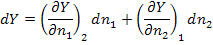 dY = (∂Y/∂n₁)₂ dn₁ + (∂Y/∂n₂)₁ dn₂